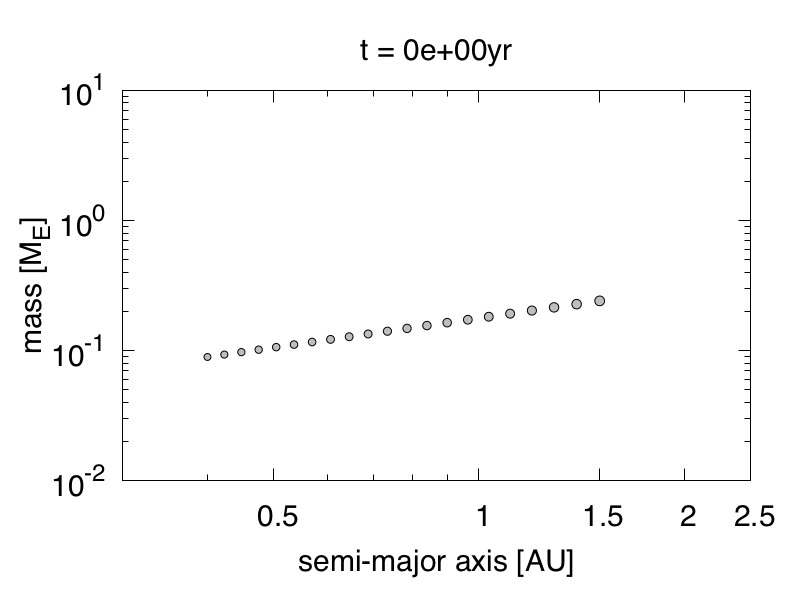 t = 0e+00yr
10^1
10^0
10^-1
10^-2
mass [M_E]
0.5 1 1.5 2 2.5
semi-major axis [AU]